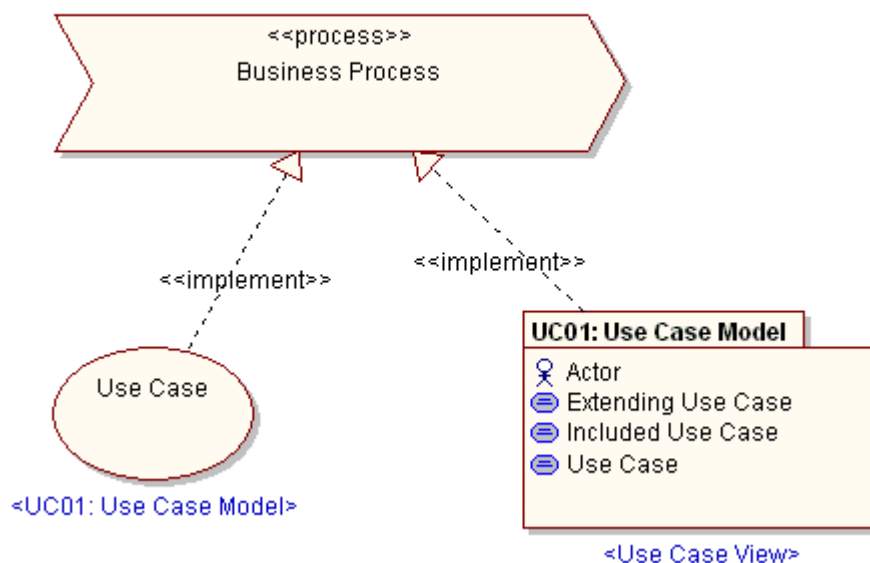 <<process>>
Business Process
<<implement>>
<<implement>>
UC01: Use Case Model
Actor
Extending Use Case
Included Use Case
Use Case
Use Case
<UC01: Use Case Model>
<Use Case View>